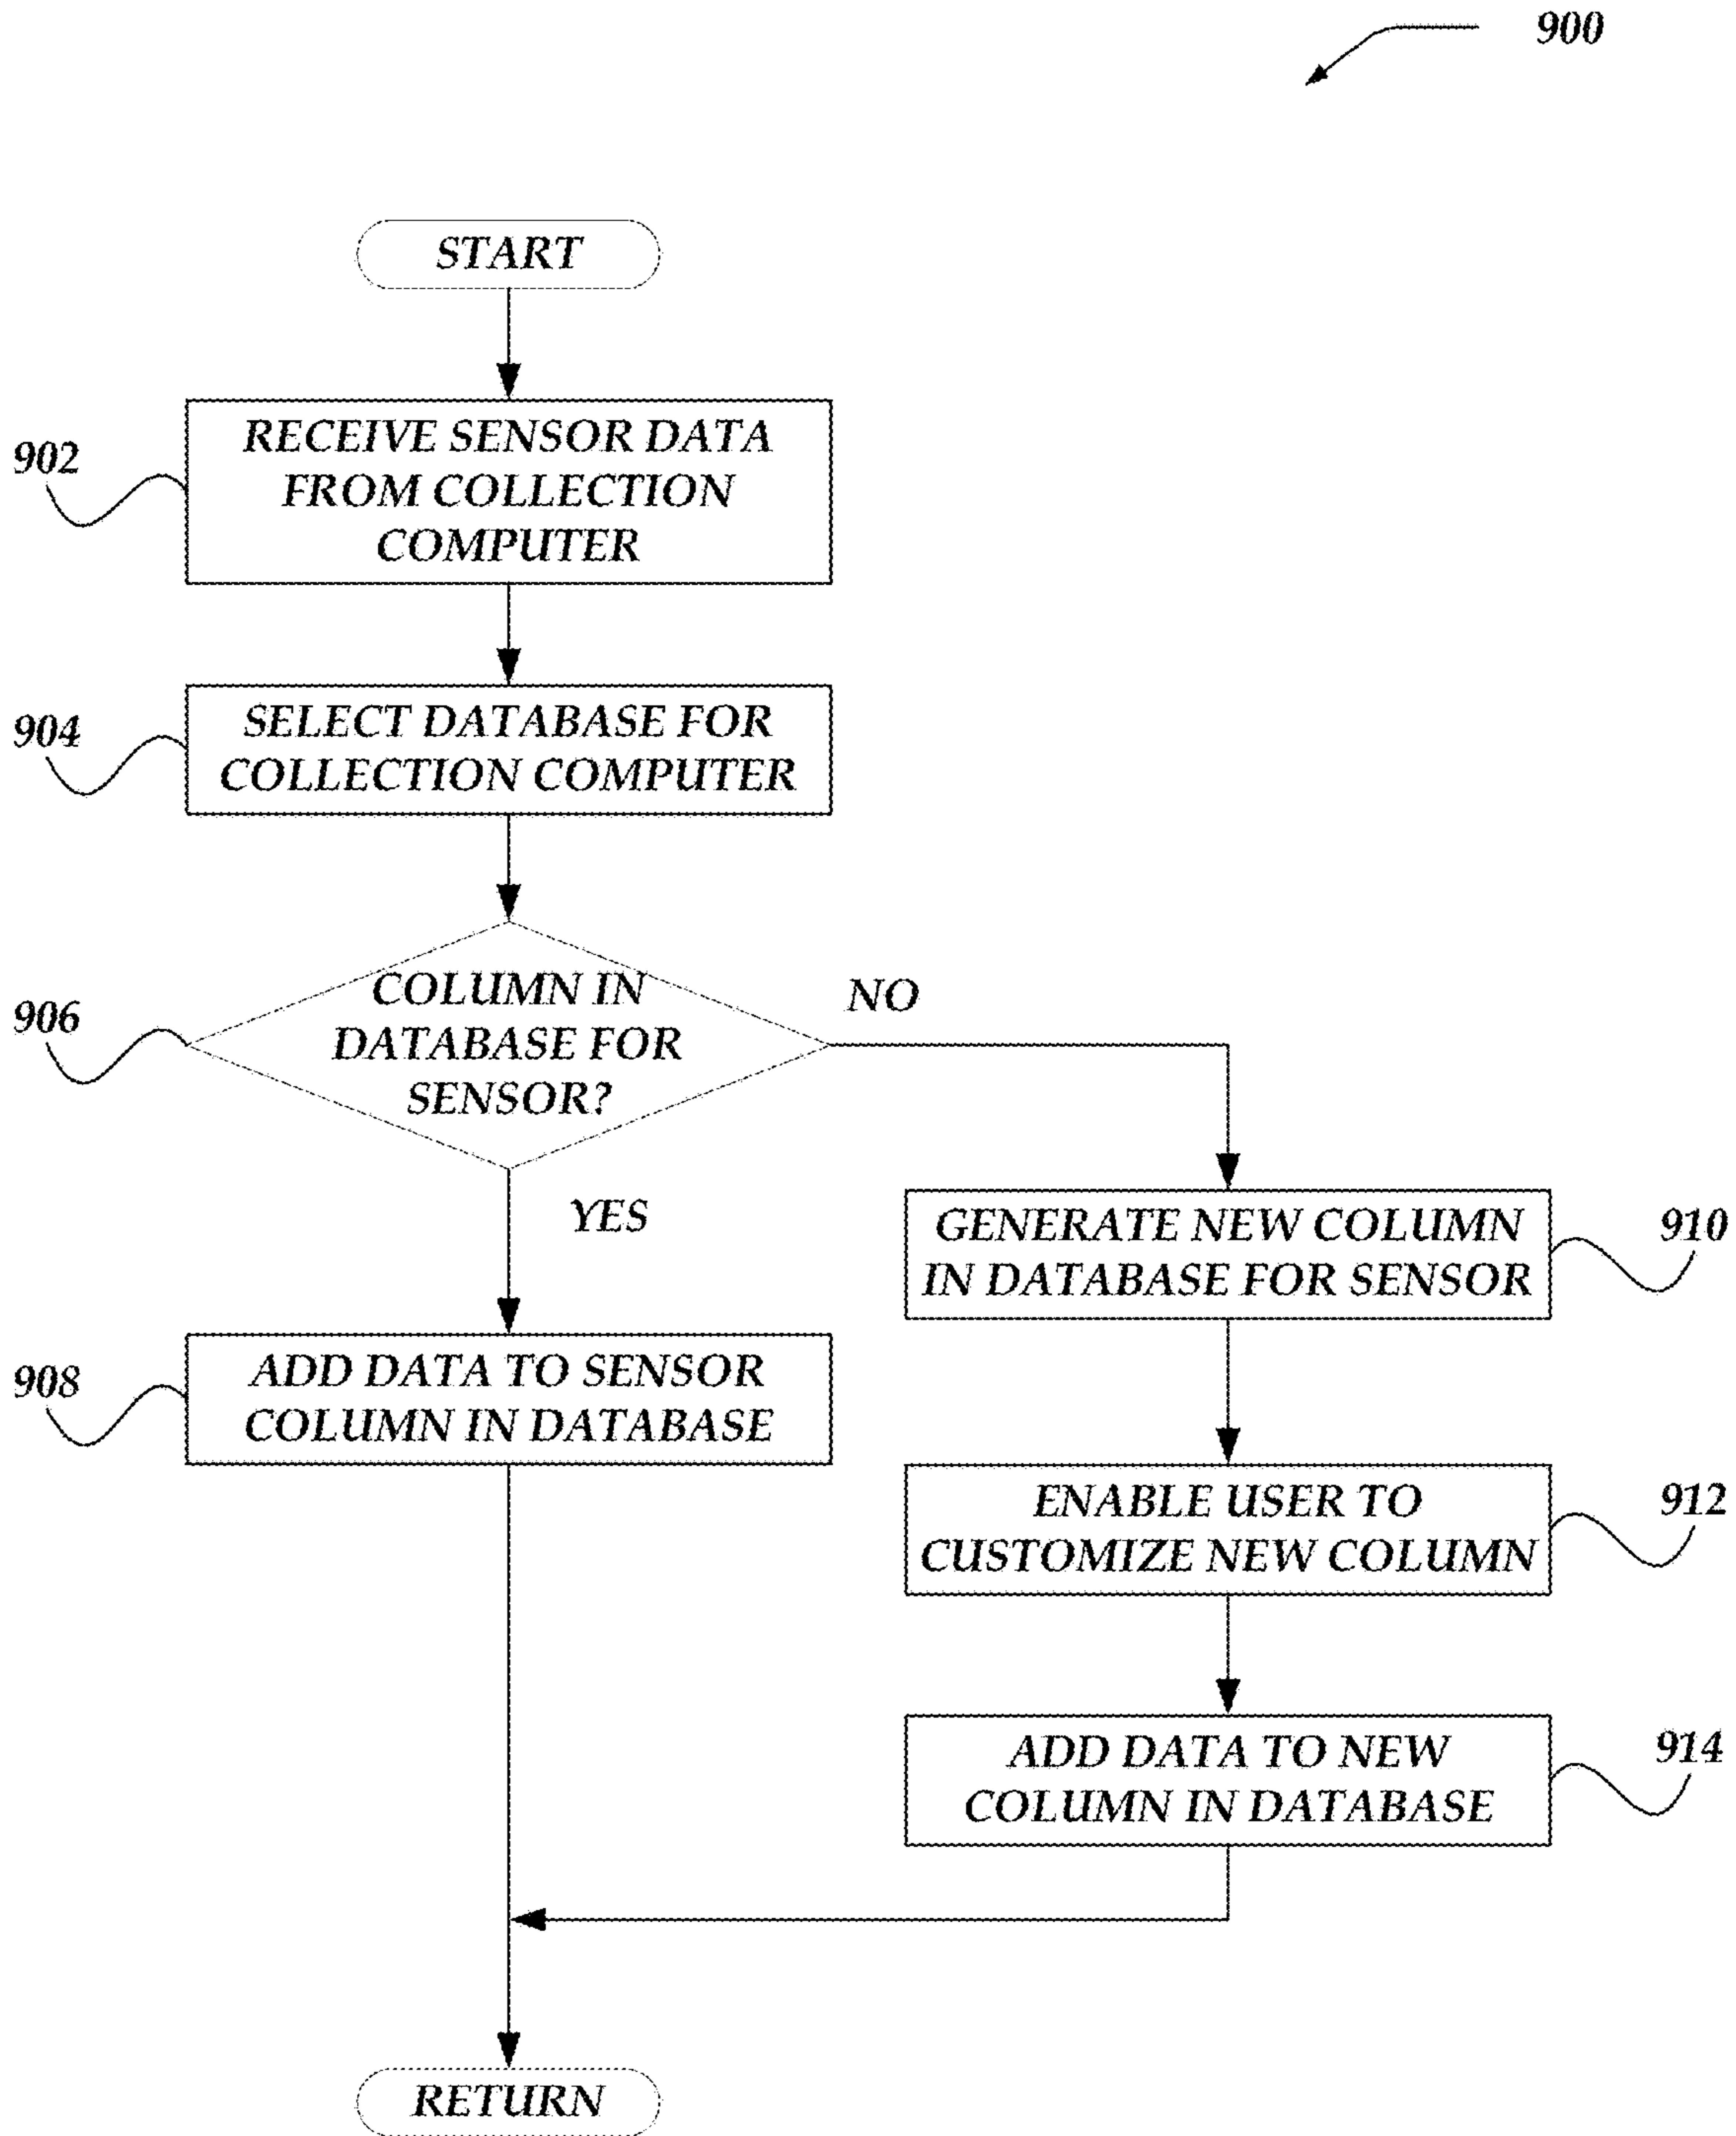 900
START
902
RECEIVE SENSOR DATA
FROM COLLECTION
COMPUTER
904
SELECT DATABASE FOR
COLLECTION COMPUTER
906
COLUMN IN
DATABASE FOR
SENSOR?
NO
YES
908
ADD DATA TO SENSOR
COLUMN IN DATABASE
GENERATE NEW COLUMN
IN DATABASE FOR SENSOR
910
ENABLE USER TO
CUSTOMIZE NEW COLUMN
912
ADD DATA TO NEW
COLUMN IN DATABASE
914
RETURN